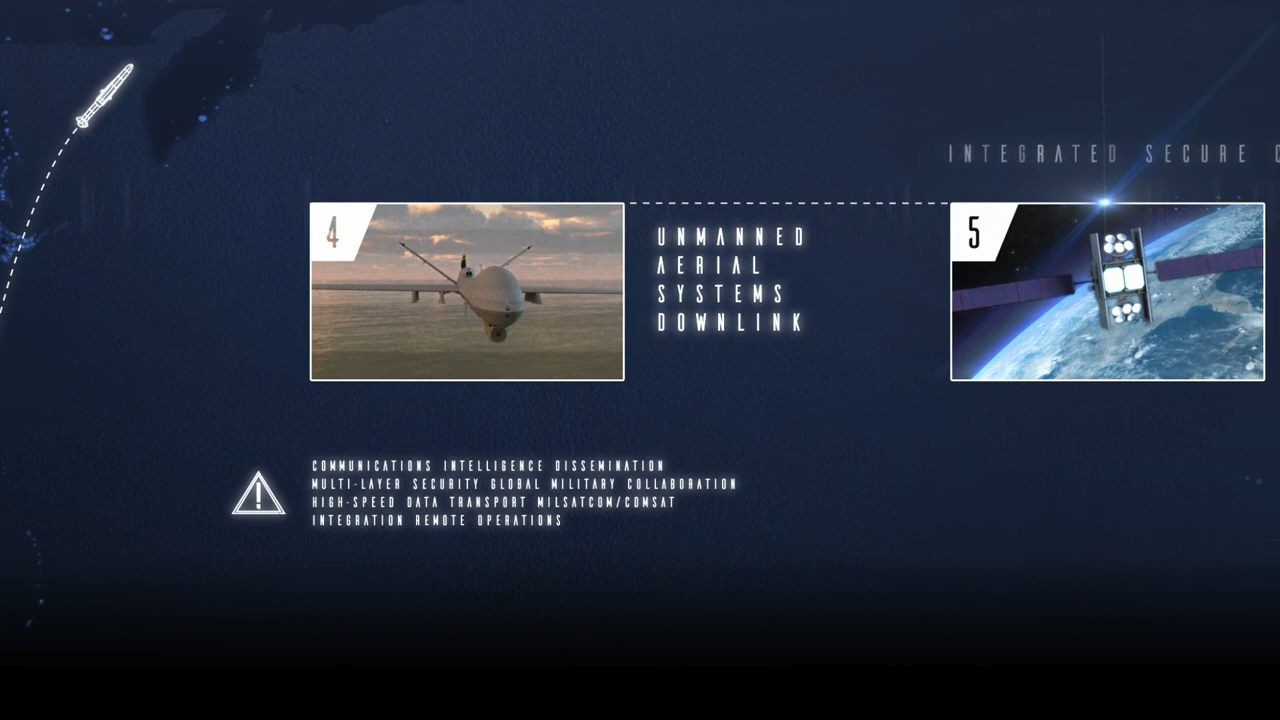 INTEGRATED SECURE
4
UNMANNED
AERIAL
SYSTEMS
DOWNLINK
5
COMMUNICATIONS INTELLIGENCE DISSEMINATION
MULTI-LAYER SECURITY GLOBAL MILITARY COLLABORATION
HIGH-SPEED DATA TRANSPORT MILSATCOM/COMSAT
INTEGRATION REMOTE OPERATIONS